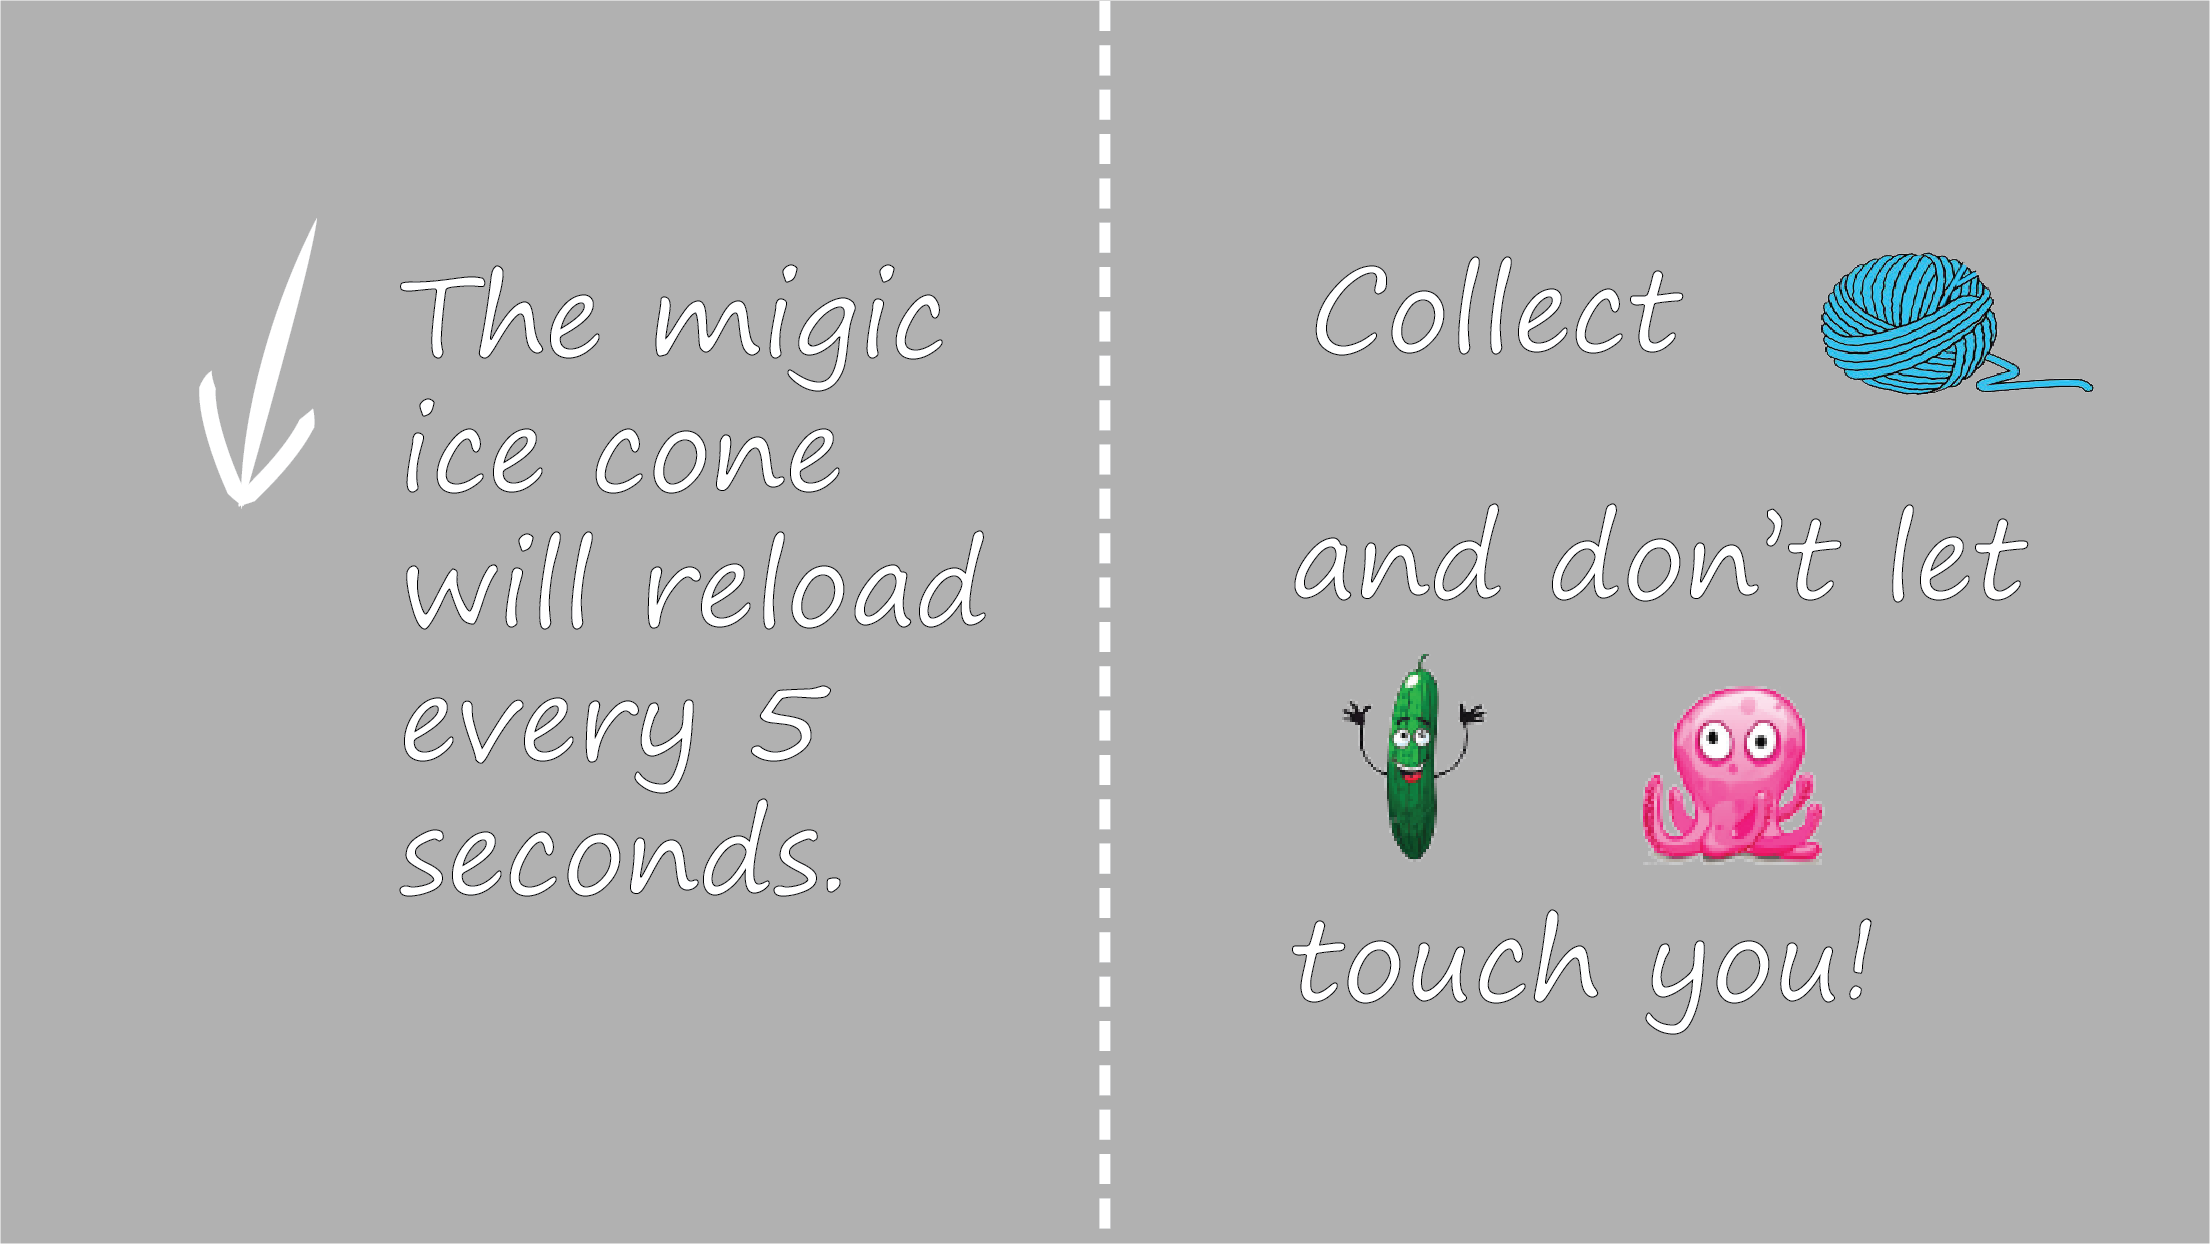 The migic
ice cone
will reload
every 5
seconds.
Collect
and don’t let
touch you!